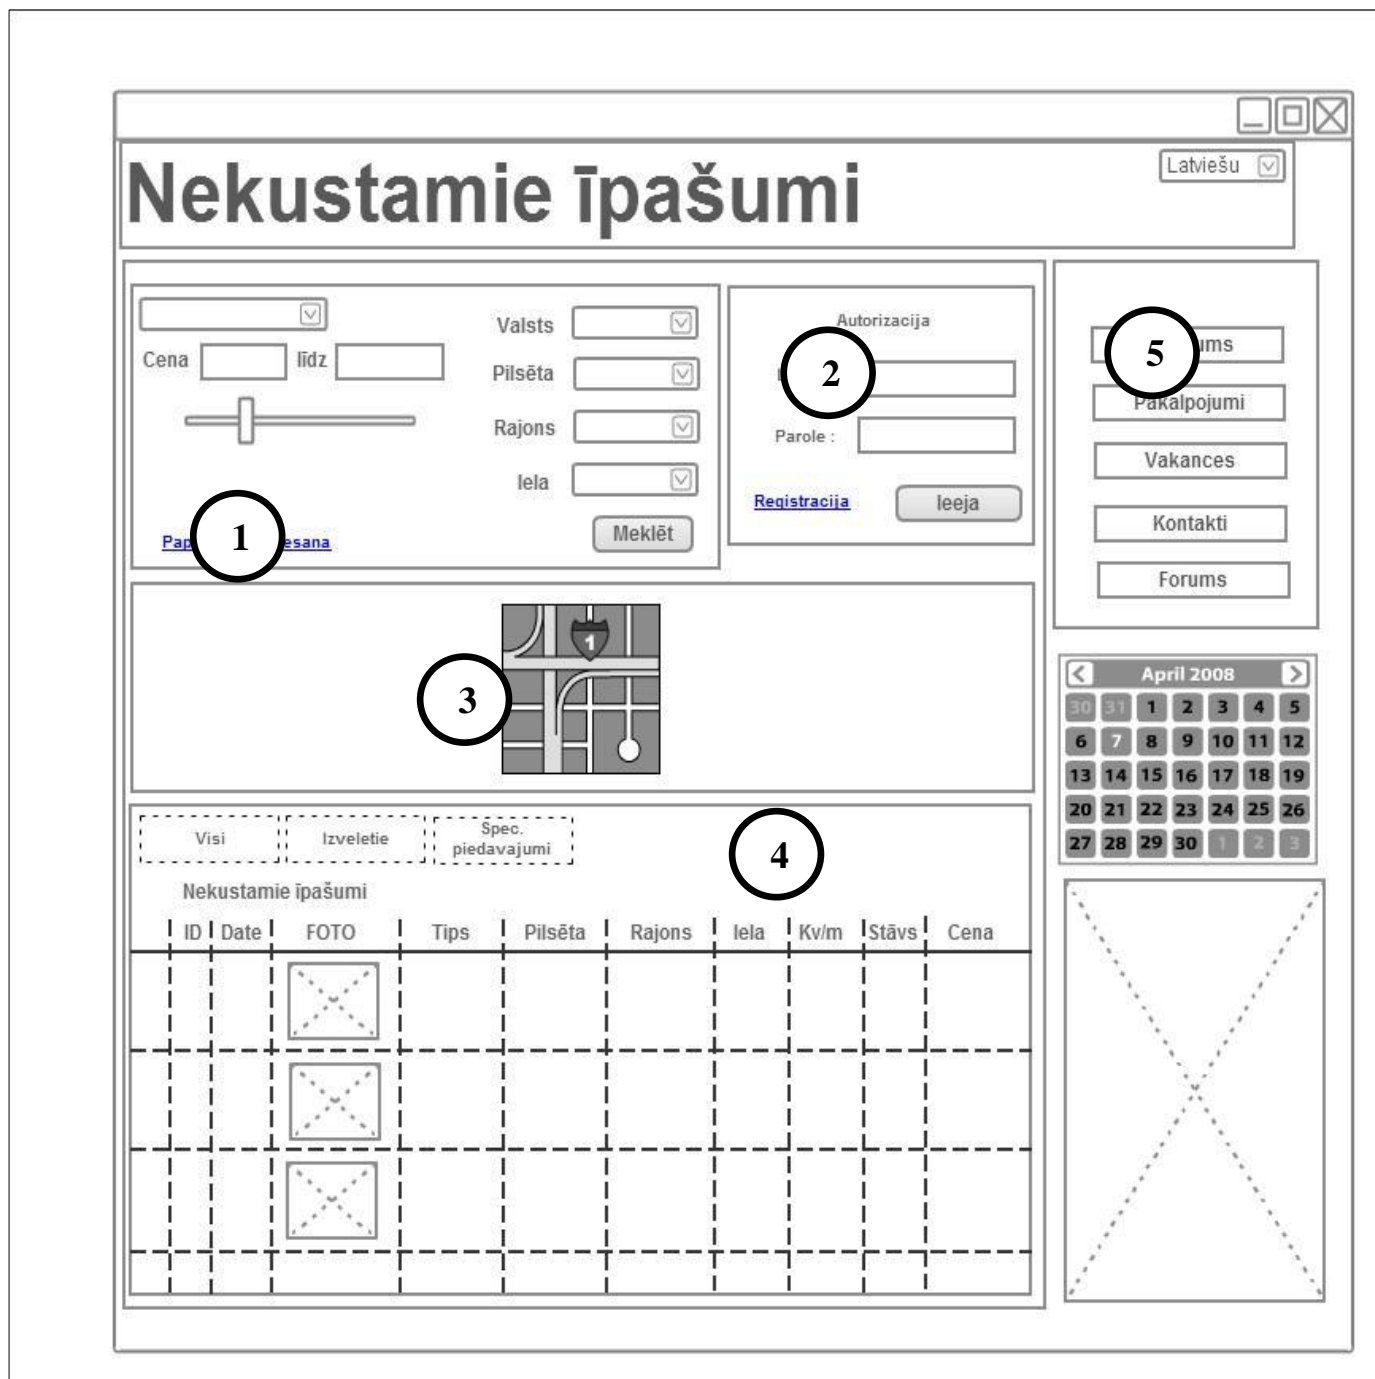 Nekustamie īpašumi
Latviešu
Cena līdz
Valsts
Pilsēta
Rajons
Iela
Meklēt
1
Autorizacija
2
Parole :
Registracija
Ieeja
5
Pakalpojumi
Vakances
Kontakti
Forums
1
3
April 2008
30 31 1 2 3 4 5
6 7 8 9 10 11 12
13 14 15 16 17 18 19
20 21 22 23 24 25 26
27 28 29 30 1 2 3
Visi
Izveletie
Spec.
piedavajumi
4
Nekustamie īpašumi
ID Date FOTO Tips Pilsēta Rajons Iela Kv/m Stāvs Cena